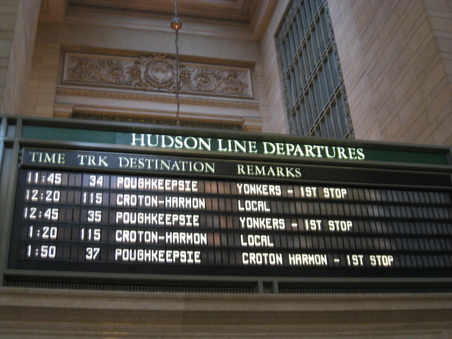 HUDSON LINE DEPARTURES
TIME TRK DESTINATION REMARKS
11:45 34 POUGHKEEPSIE YONKERS - 1ST STOP
12:20 115 CROTON-HARMON LOCAL
12:45 35 POUGHKEEPSIE YONKERS - 1ST STOP
1:20 115 CROTON-HARMON LOCAL
1:50 37 POUGHKEEPSIE CROTON HARMON - 1ST STOP